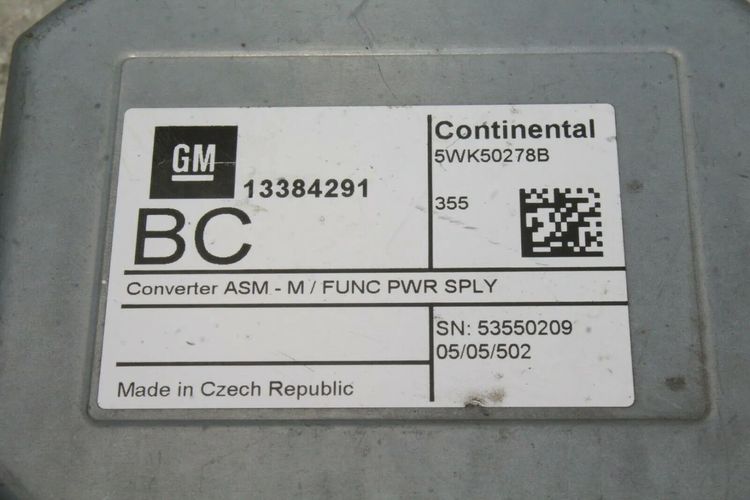 GM
13384291
BC
Continental
5WK50278B
355
Converter ASM - M / FUNC PWR SPLY
SN: 53550209
05/05/502
Made in Czech Republic